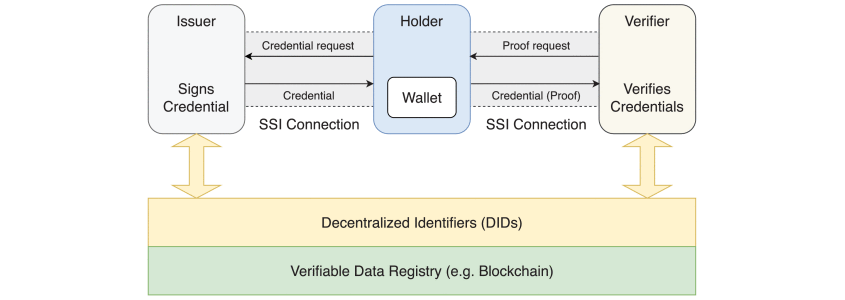 Issuer
Holder
Verifier
Credential request
Proof request
Signs
Credential
Wallet
Verifies
Credentials
Credential
Credential (Proof)
SSI Connection
SSI Connection
Decentralized Identifiers (DIDs)
Verifiable Data Registry (e.g. Blockchain)